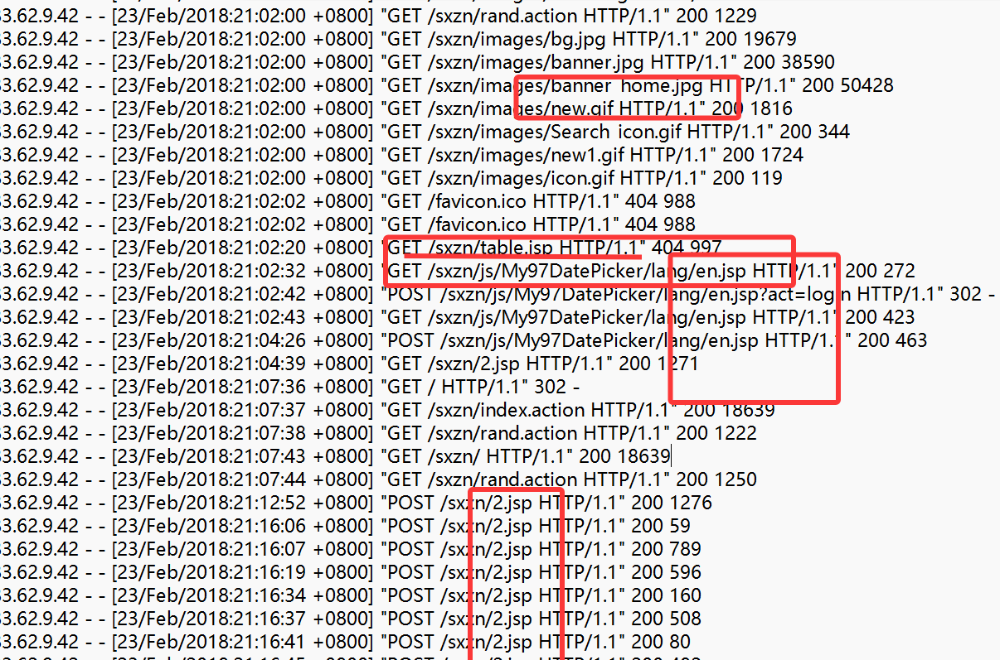 3.62.9.42 - - [23/Feb/2018:21:02:00 +0800] "GET /sxzn/rand.action HTTP/1.1" 200 1229
3.62.9.42 - - [23/Feb/2018:21:02:00 +0800] "GET /sxzn/images/bg.jpg HTTP/1.1" 200 19679
3.62.9.42 - - [23/Feb/2018:21:02:00 +0800] "GET /sxzn/images/banner.jpg HTTP/1.1" 200 38590
3.62.9.42 - - [23/Feb/2018:21:02:00 +0800] "GET /sxzn/images/banner_home.jpg HTTP/1.1" 200 50428
3.62.9.42 - - [23/Feb/2018:21:02:00 +0800] "GET /sxzn/images/new.gif HTTP/1.1" 200 1816
3.62.9.42 - - [23/Feb/2018:21:02:00 +0800] "GET /sxzn/images/Search_icon.gif HTTP/1.1" 200 344
3.62.9.42 - - [23/Feb/2018:21:02:00 +0800] "GET /sxzn/images/new1.gif HTTP/1.1" 200 1724
3.62.9.42 - - [23/Feb/2018:21:02:00 +0800] "GET /sxzn/images/icon.gif HTTP/1.1" 200 119
3.62.9.42 - - [23/Feb/2018:21:02:02 +0800] "GET /favicon.ico HTTP/1.1" 404 988
3.62.9.42 - - [23/Feb/2018:21:02:02 +0800] "GET /favicon.ico HTTP/1.1" 404 988
3.62.9.42 - - [23/Feb/2018:21:02:20 +0800] "GET /sxzn/table.jsp HTTP/1.1" 404 997
3.62.9.42 - - [23/Feb/2018:21:02:32 +0800] "GET /sxzn/js/My97DatePicker/lang/en.jsp HTTP/1.1" 200 272
3.62.9.42 - - [23/Feb/2018:21:02:42 +0800] "POST /sxzn/js/My97DatePicker/lang/en.jsp?act=login HTTP/1.1" 302 -
3.62.9.42 - - [23/Feb/2018:21:02:43 +0800] "GET /sxzn/js/My97DatePicker/lang/en.jsp HTTP/1.1" 200 423
3.62.9.42 - - [23/Feb/2018:21:04:26 +0800] "POST /sxzn/js/My97DatePicker/lang/en.jsp HTTP/1.1" 200 463
3.62.9.42 - - [23/Feb/2018:21:04:39 +0800] "GET /sxzn/2.jsp HTTP/1.1" 200 1271
3.62.9.42 - - [23/Feb/2018:21:07:36 +0800] "GET / HTTP/1.1" 302 -
3.62.9.42 - - [23/Feb/2018:21:07:37 +0800] "GET /sxzn/index.action HTTP/1.1" 200 18639
3.62.9.42 - - [23/Feb/2018:21:07:38 +0800] "GET /sxzn/rand.action HTTP/1.1" 200 1222
3.62.9.42 - - [23/Feb/2018:21:07:43 +0800] "GET /sxzn/ HTTP/1.1" 200 18639
3.62.9.42 - - [23/Feb/2018:21:07:44 +0800] "GET /sxzn/rand.action HTTP/1.1" 200 1250
3.62.9.42 - - [23/Feb/2018:21:12:52 +0800] "POST /sxzn/2.jsp HTTP/1.1" 200 1276
3.62.9.42 - - [23/Feb/2018:21:16:06 +0800] "POST /sxzn/2.jsp HTTP/1.1" 200 59
3.62.9.42 - - [23/Feb/2018:21:16:07 +0800] "POST /sxzn/2.jsp HTTP/1.1" 200 789
3.62.9.42 - - [23/Feb/2018:21:16:19 +0800] "POST /sxzn/2.jsp HTTP/1.1" 200 596
3.62.9.42 - - [23/Feb/2018:21:16:34 +0800] "POST /sxzn/2.jsp HTTP/1.1" 200 160
3.62.9.42 - - [23/Feb/2018:21:16:37 +0800] "POST /sxzn/2.jsp HTTP/1.1" 200 508
3.62.9.42 - - [23/Feb/2018:21:16:41 +0800] "POST /sxzn/2.jsp HTTP/1.1" 200 80